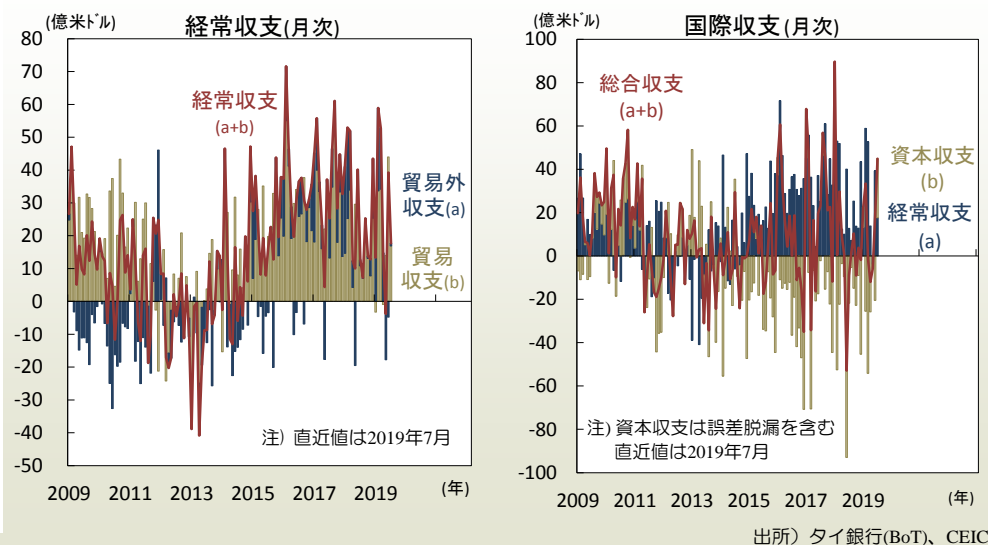 経常収支(月次)
(億米ﾄﾞﾙ)
80
70
60
50
40
30
20
10
0
-10
-20
-30
-40
-50
経常収支
(a+b)
貿易外
収支(a)
貿易
収支(b)
注) 直近値は2019年7月
2009 2011 2013 2015 2017 2019
(年)
国際収支(月次)
(億米ﾄﾞﾙ)
100
80
60
40
20
0
-20
-40
-60
-80
-100
総合収支
(a+b)
資本収支
(b)
経常収支
(a)
注) 資本収支は誤差脱漏を含む
直近値は2019年7月
2009 2011 2013 2015 2017 2019
(年)
出所）タイ銀行(BoT)、CEIC